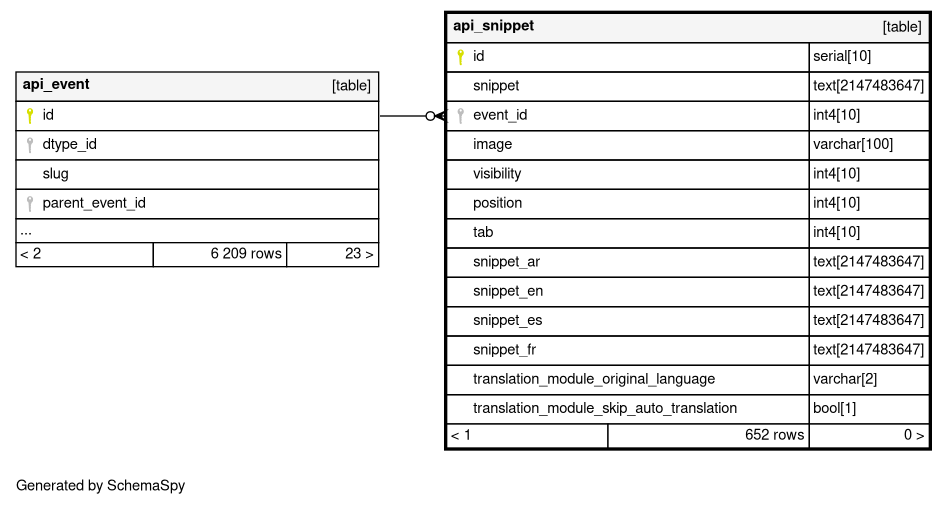 api_event [table]
id
dtype_id
slug
parent_event_id
...
< 2 6 209 rows 23 >
api_snippet [table]
id serial[10]
snippet text[2147483647]
event_id int4[10]
image varchar[100]
visibility int4[10]
position int4[10]
tab int4[10]
snippet_ar text[2147483647]
snippet_en text[2147483647]
snippet_es text[2147483647]
snippet_fr text[2147483647]
translation_module_original_language varchar[2]
translation_module_skip_auto_translation bool[1]
< 1 652 rows 0 >
Generated by SchemaSpy